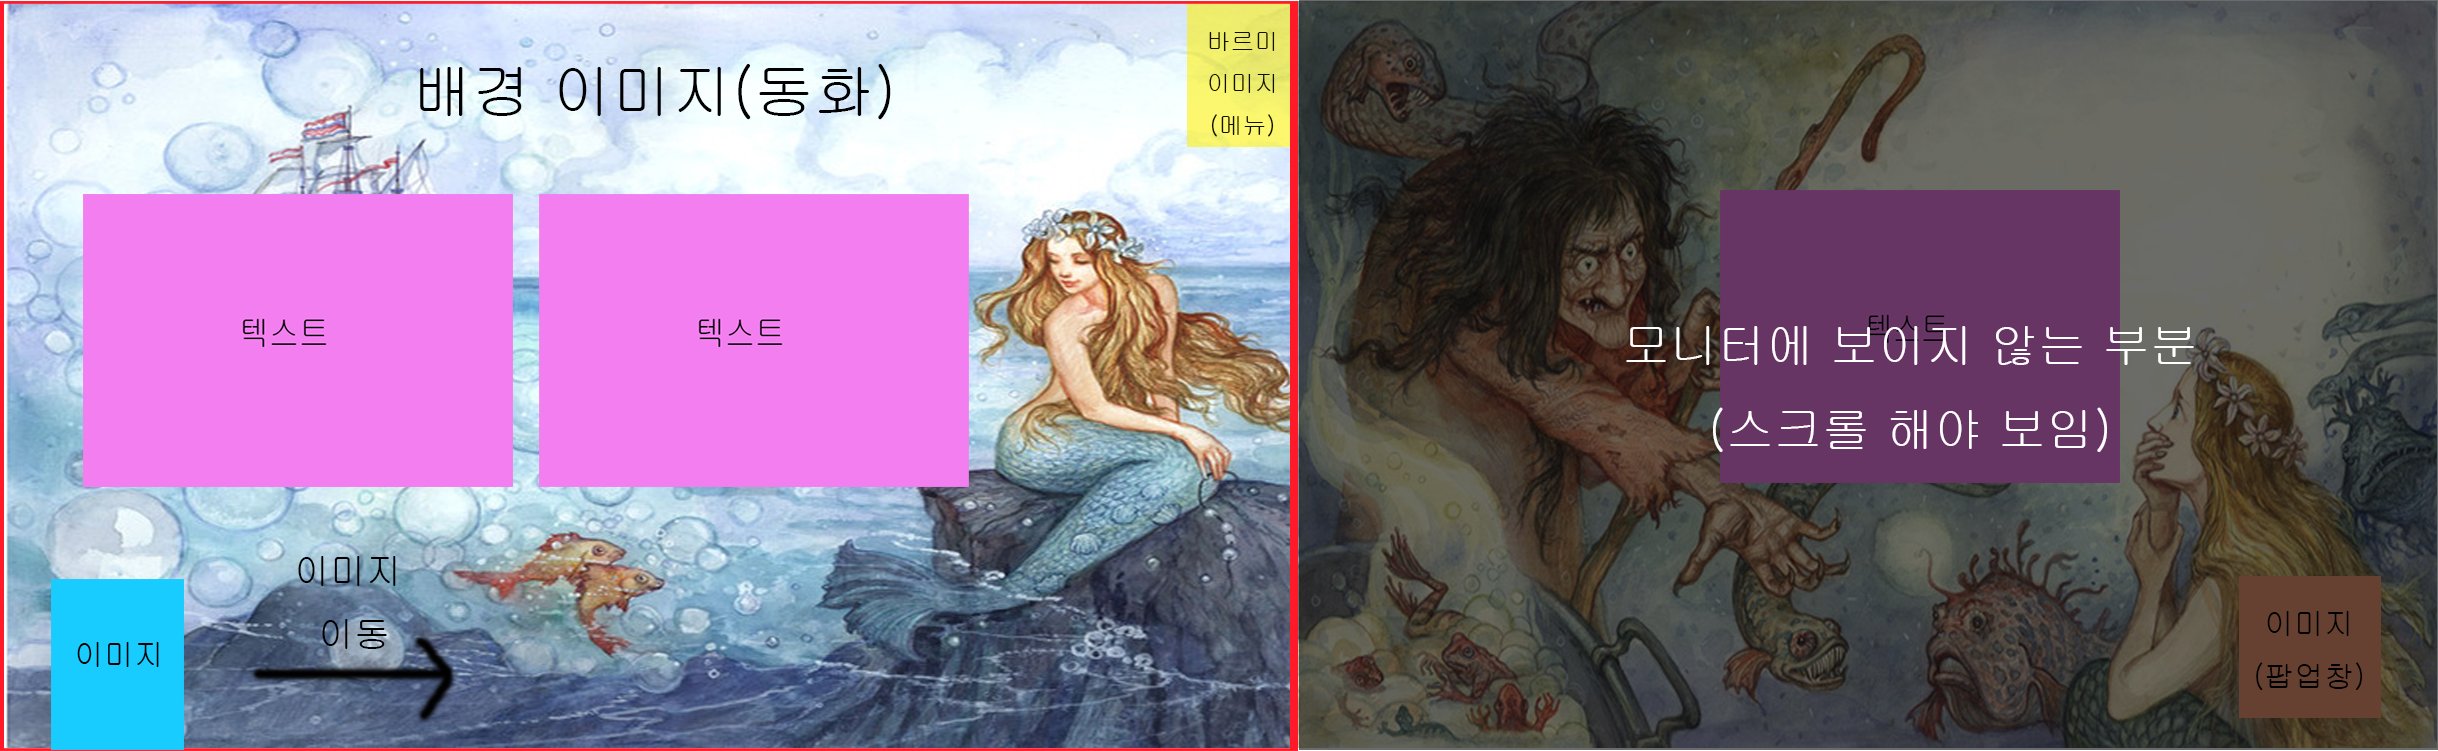 배경 이미지(동화)
바르미
이미지
(메뉴)
텍스트
텍스트
이미지
이동
이미지
텍스트
모니터에 보이지 않는 부분
(스크롤 해야 보임)
이미지
(팝업창)